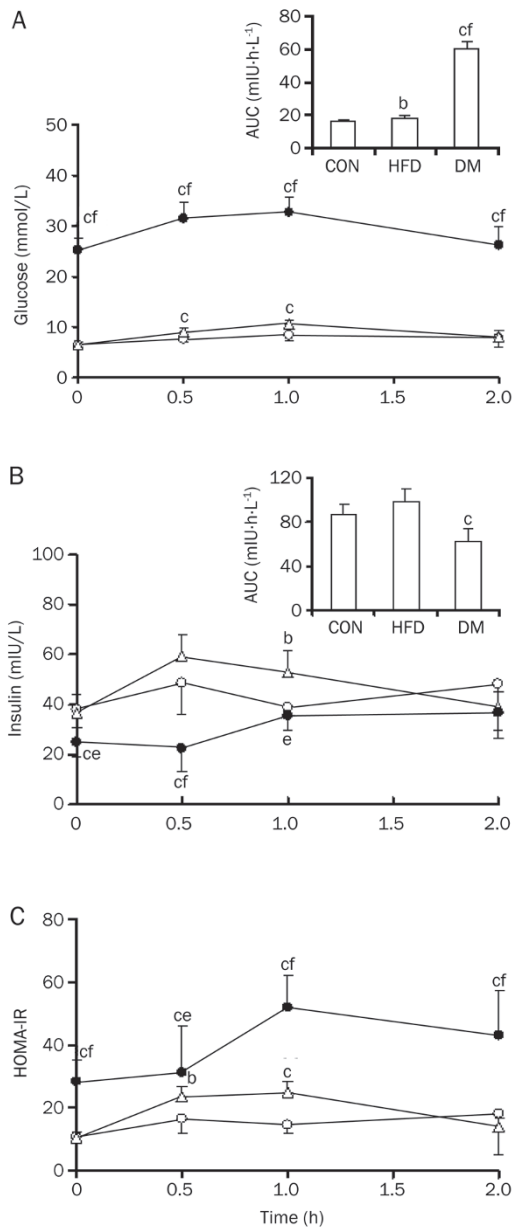 A
AUC (mIU·h·L⁻¹)
80
60
40
20
0
cf
b
CON HFD DM
Glucose (mmol/L)
50
40
30
20
10
0
cf cf cf cf
c c
0 0.5 1.0 1.5 2.0
B
AUC (mIU·h·L⁻¹)
120
80
40
0
c
CON HFD DM
Insulin (mIU/L)
100
80
60
40
20
0
b
ce cf e
0 0.5 1.0 1.5 2.0
C
HOMA-IR
80
60
40
20
0
cf ce cf cf
b c
0 0.5 1.0 1.5 2.0
Time (h)